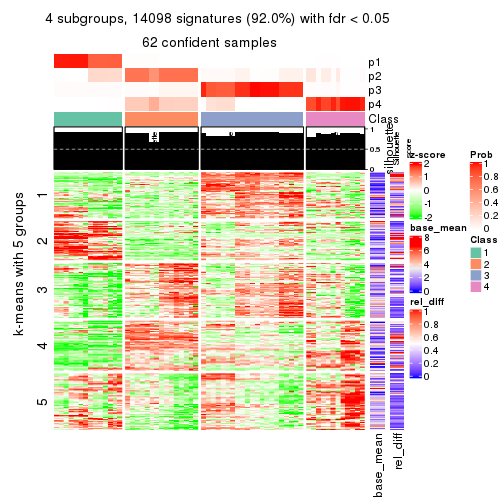 4 subgroups, 14098 signatures (92.0%) with fdr < 0.05
62 confident samples
p1
p2
p3
p4
Class
1
0.5
0
silhouette
Silhouette
score
k-means with 5 groups
1
2
3
4
5
base_mean
rel_diff
z-score
2
1
0
-1
-2
base_mean
8
6
4
2
0
rel_diff
1
0.8
0.6
0.4
0.2
0
Prob
1
0.8
0.6
0.4
0.2
0
Class
1
2
3
4